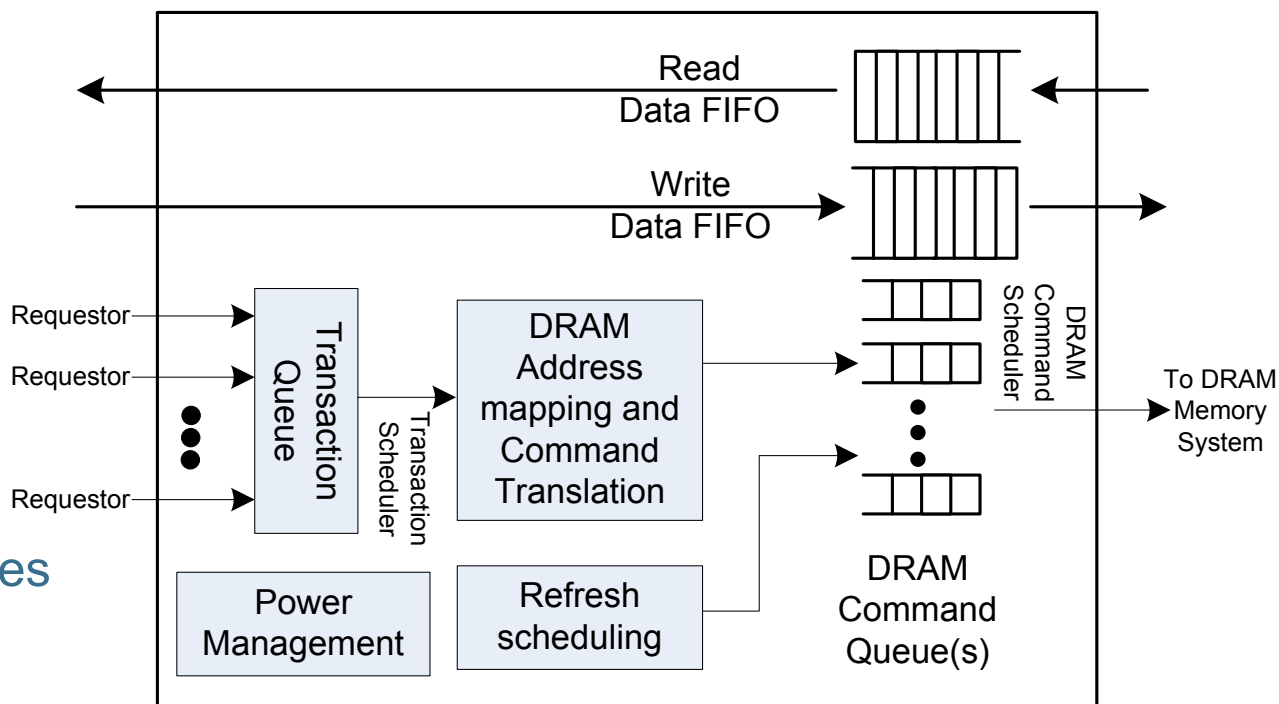 Read
Data FIFO
Write
Data FIFO
Requestor
Requestor
Requestor
Transaction
Queue
Transaction
Scheduler
DRAM
Address
mapping and
Command
Translation
DRAM
Command
Scheduler
To DRAM
Memory
System
es
Power
Management
Refresh
scheduling
DRAM
Command
Queue(s)